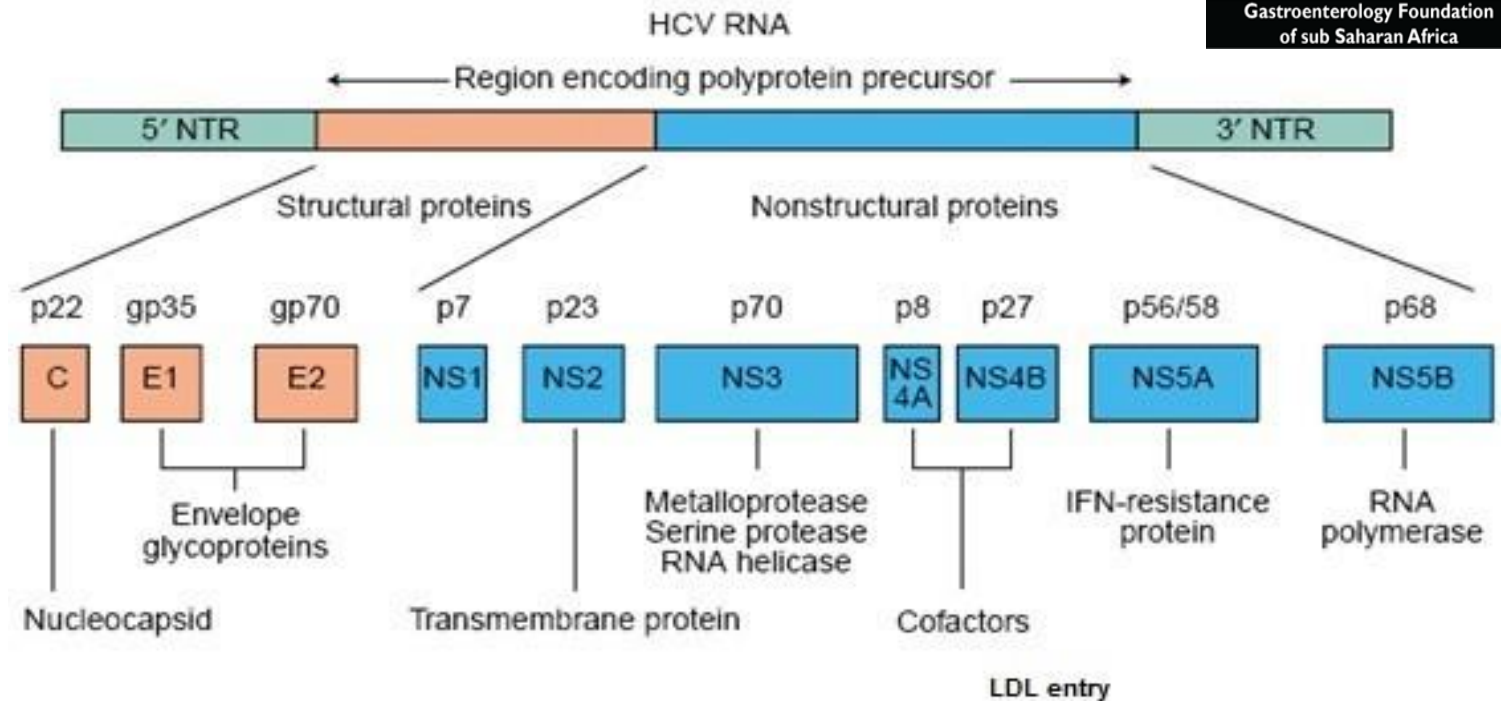 Gastroenterology Foundation
of sub Saharan Africa
HCV RNA
Region encoding polyprotein precursor
5′ NTR
3′ NTR
Structural proteins
Nonstructural proteins
p22
gp35
gp70
p7
p23
p70
p8
p27
p56/58
p68
C
E1
E2
NS1
NS2
NS3
NS
4A
NS4B
NS5A
NS5B
Envelope
glycoproteins
Metalloprotease
Serine protease
RNA helicase
IFN-resistance
protein
RNA
polymerase
Nucleocapsid
Transmembrane protein
Cofactors
LDL entry